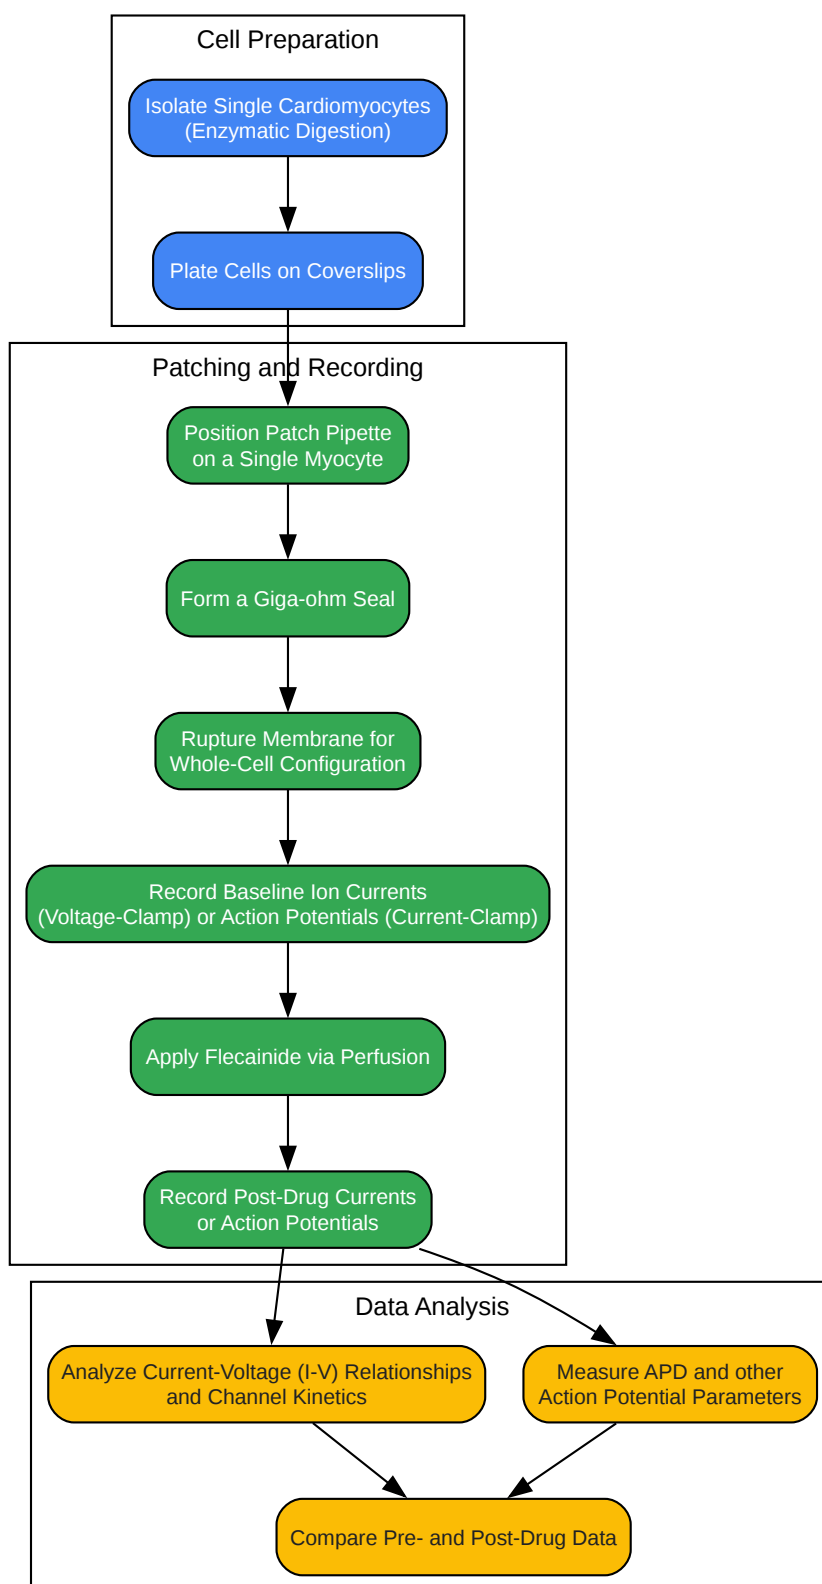 Cell Preparation
Isolate Single Cardiomyocytes
(Enzymatic Digestion)
Plate Cells on Coverslips
Patching and Recording
Position Patch Pipette
on a Single Myocyte
Form a Giga-ohm Seal
Rupture Membrane for
Whole-Cell Configuration
Record Baseline Ion Currents
(Voltage-Clamp) or Action Potentials (Current-Clamp)
Apply Flecainide via Perfusion
Record Post-Drug Currents
or Action Potentials
Data Analysis
Analyze Current-Voltage (I-V) Relationships
and Channel Kinetics
Measure APD and other
Action Potential Parameters
Compare Pre- and Post-Drug Data